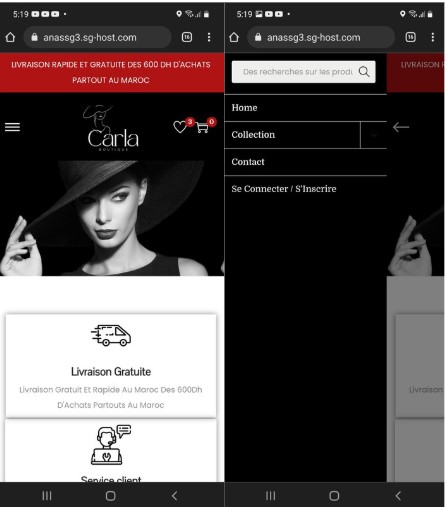 5:19
anassg3.sg-host.com
16
LIVRAISON RAPIDE ET GRATUITE DES 600 DH D'ACHATS
PARTOUT AU MAROC
Carla
BOUTIQUE
3
0
Livraison Gratuite
Livraison Gratuit Et Rapide Au Maroc Des 600Dh
D'Achats Partouts Au Maroc
Service client
5:19
anassg3.sg-host.com
16
Des recherches sur les produ
LIVRAISON R
Home
Collection
Contact
Se Connecter / S'Inscrire
Livraison